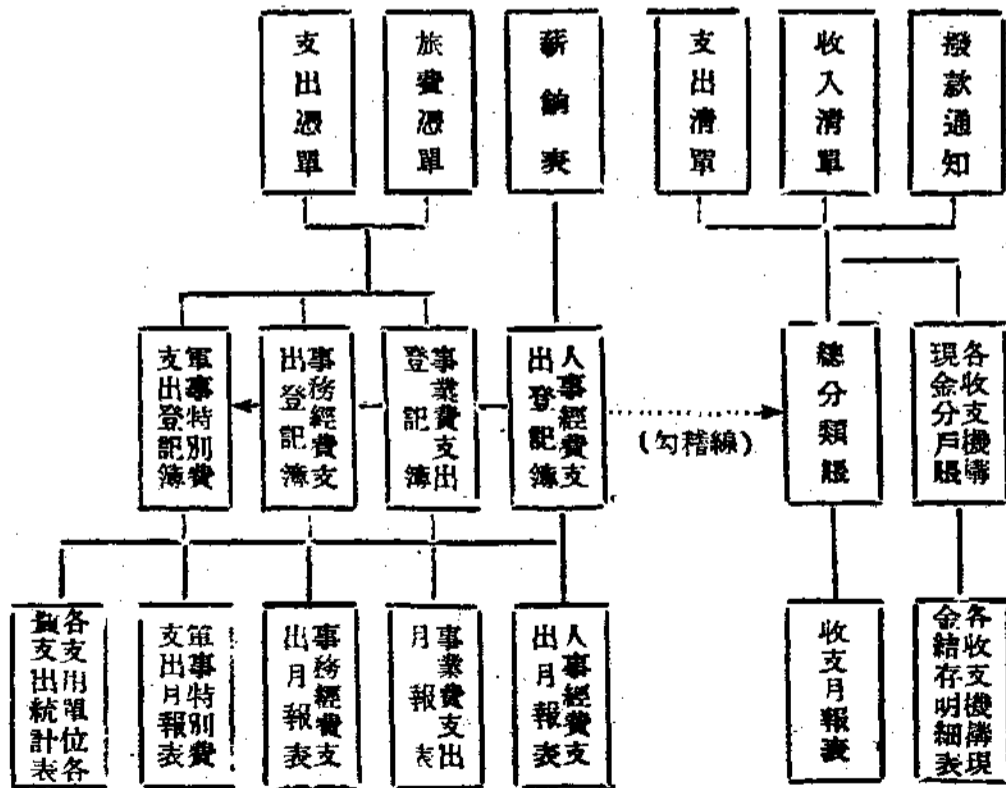 撥款通知
收入清單
支出清單
薪餉表
旅費憑單
支出憑單
各收支機構
現金分戶賬
總分類賬
(勾稽線)
人事經費支
出登記簿
事業費支出
登記簿
事務經費支
出登記簿
軍事特別費
支出登記簿
各收支機構現
金結存明細表
收支月報表
人事經費支
出月報表
事業費支出
月報表
事務經費支
出月報表
軍事特別費
支出月報表
各支用單位各
類支出統計表